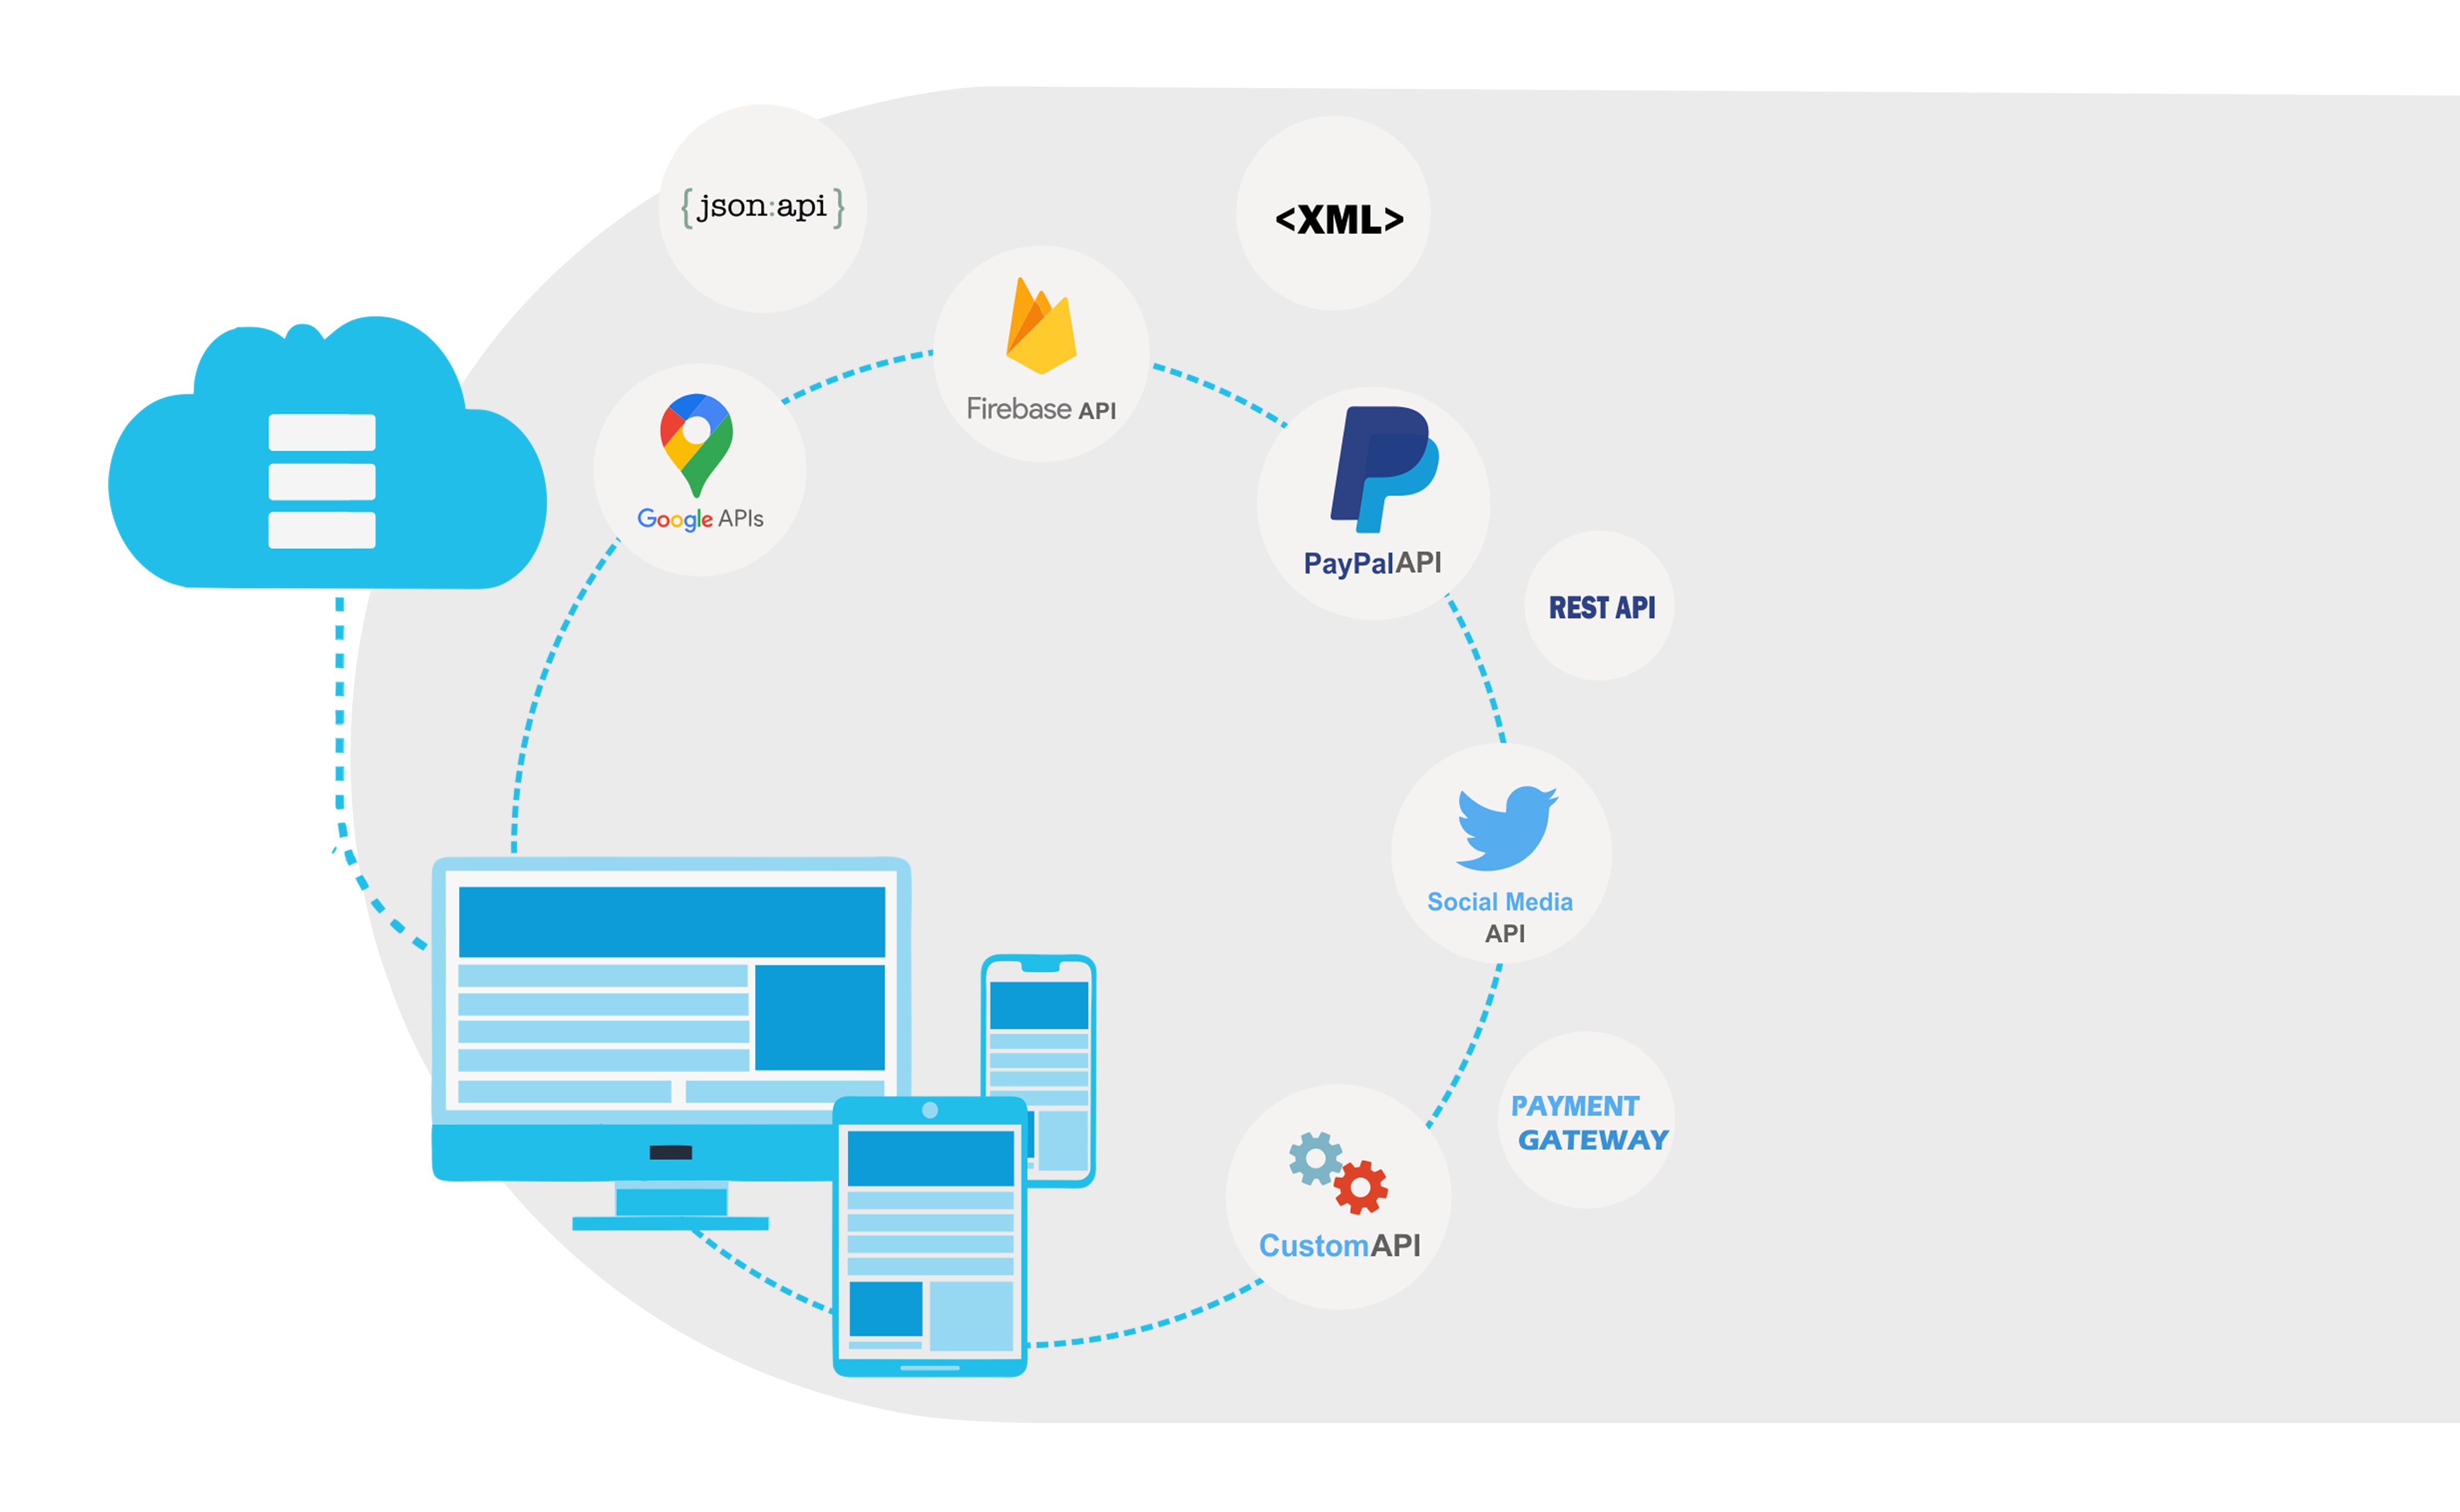 {json:api}
<XML>
Firebase API
Google APIs
PayPalAPI
REST API
Social Media
API
PAYMENT
GATEWAY
CustomAPI